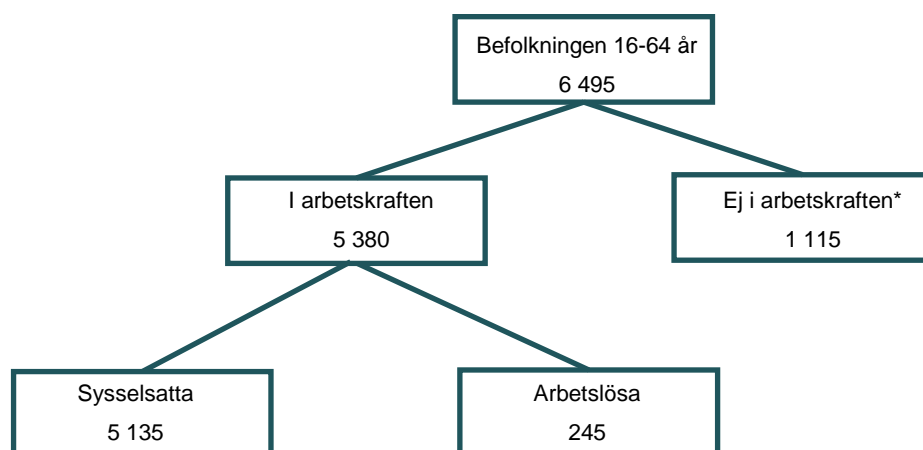 Befolkningen 16-64 år
6 495
I arbetskraften
5 380
Ej i arbetskraften*
1 115
Sysselsatta
5 135
Arbetslösa
245